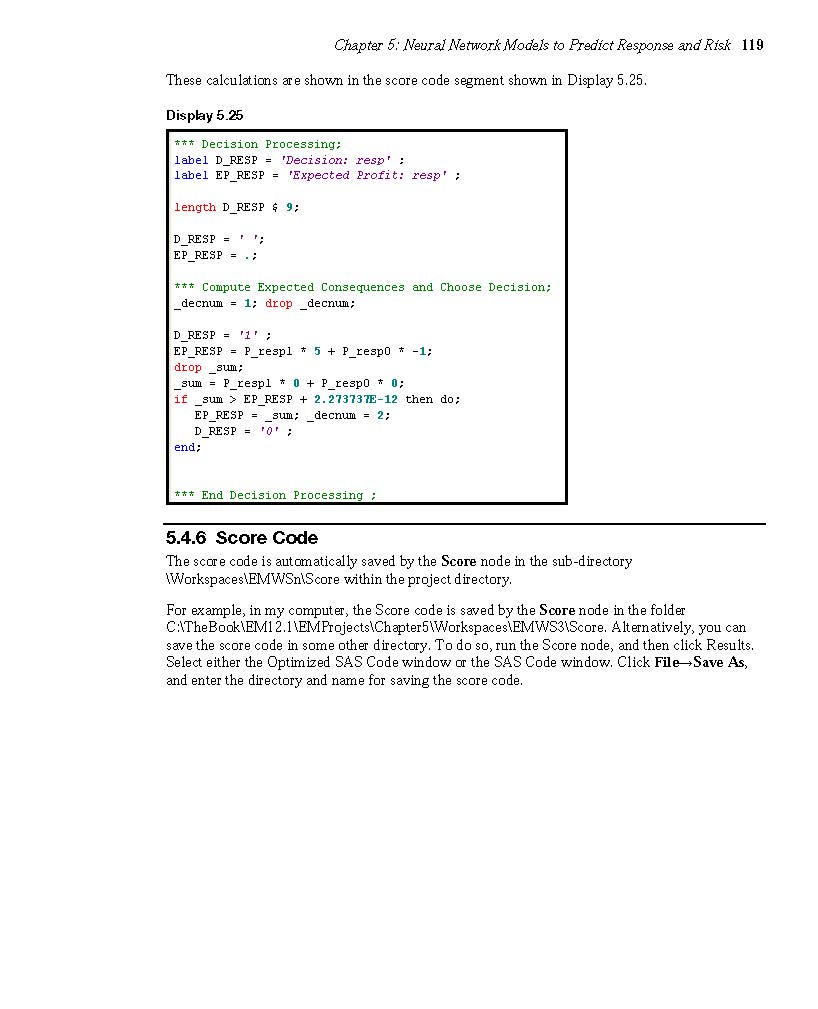 Chapter 5: Neural Network Models to Predict Response and Risk 119
These calculations are shown in the score code segment shown in Display 5.25.
Display 5.25
*** Decision Processing;
label D_RESP = 'Decision: resp' ;
label EP_RESP = 'Expected Profit: resp' ;
length D_RESP $ 9;
D_RESP = ' ';
EP_RESP = .;
*** Compute Expected Consequences and Choose Decision;
_decnum = 1; drop _decnum;
D_RESP = '1' ;
EP_RESP = P_resp1 * 5 + P_resp0 * -1;
drop _sum;
_sum = P_resp1 * 0 + P_resp0 * 0;
if _sum > EP_RESP + 2.273737E-12 then do;
EP_RESP = _sum; _decnum = 2;
D_RESP = '0' ;
end;
*** End Decision Processing ;
5.4.6 Score Code
The score code is automatically saved by the Score node in the sub-directory
\Workspaces\EMWSn\Score within the project directory.
For example, in my computer, the Score code is saved by the Score node in the folder
C:\TheBook\EM12.1\EMProjects\Chapter5\Workspaces\EMWS3\Score. Alternatively, you can
save the score code in some other directory. To do so, run the Score node, and then click Results.
Select either the Optimized SAS Code window or the SAS Code window. Click File→Save As,
and enter the directory and name for saving the score code.